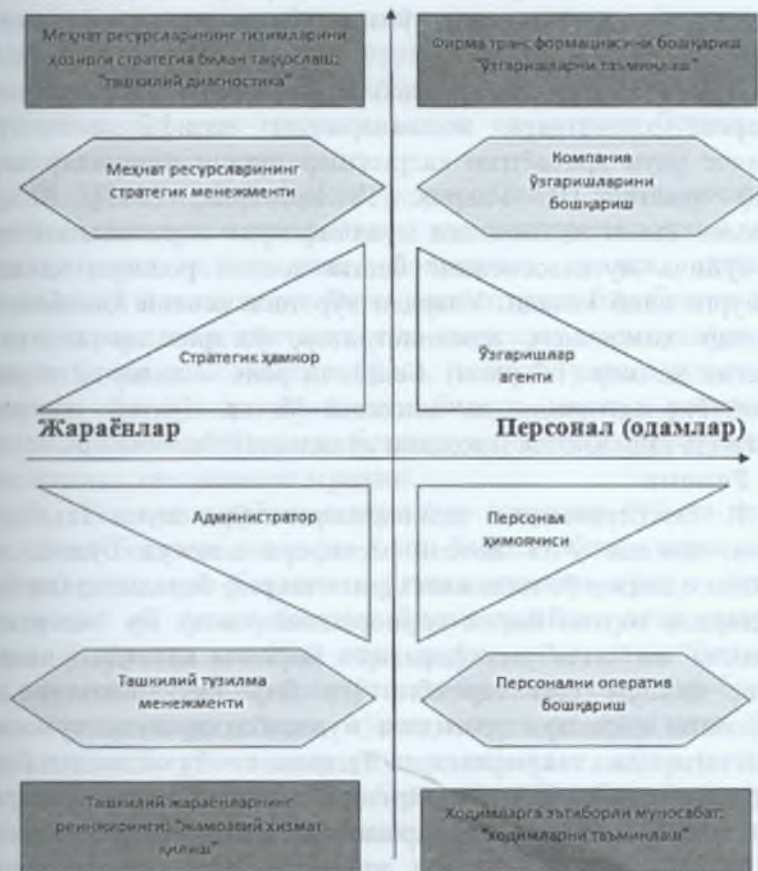 Меҳнат ресурсларининг тизимларини
ҳозирги стратегия билан таққослаш:
"ташкилий диагностика"
Фирма трансформациясини бошқариш
"ўзгаришларни таъминлаш"
Меҳнат ресурсларининг
стратегик менежменти
Компания
ўзгаришларини
бошқариш
Стратегик ҳамкор
Ўзгаришлар
агенти
Жараёнлар
Персонал (одамлар)
Администратор
Персонал
ҳимоячиси
Ташкилий тузилма
менежменти
Персонални оператив
бошқариш
Ташкилий жараёнларнинг
реинжиринги: "жамоавий хизмат
қилиш"
Ходимларга эътиборли муносабат:
"ходимларни таъминлаш"